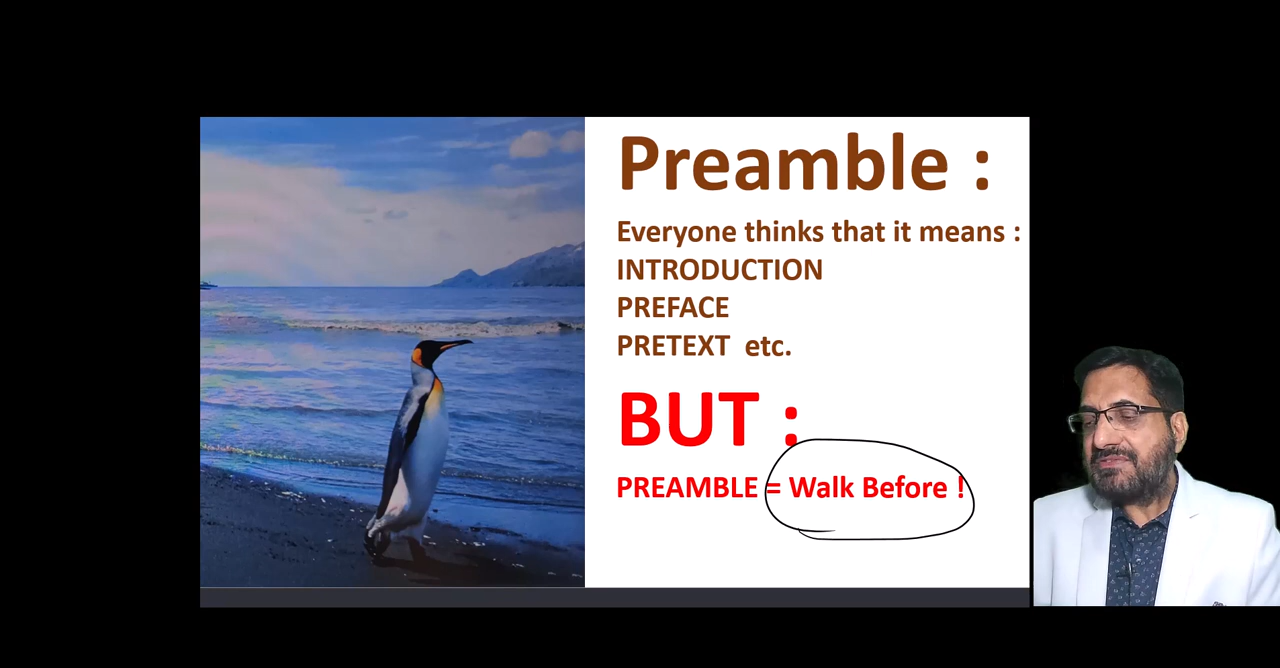 Preamble :
Everyone thinks that it means :
INTRODUCTION
PREFACE
PRETEXT etc.
BUT :
PREAMBLE = Walk Before !